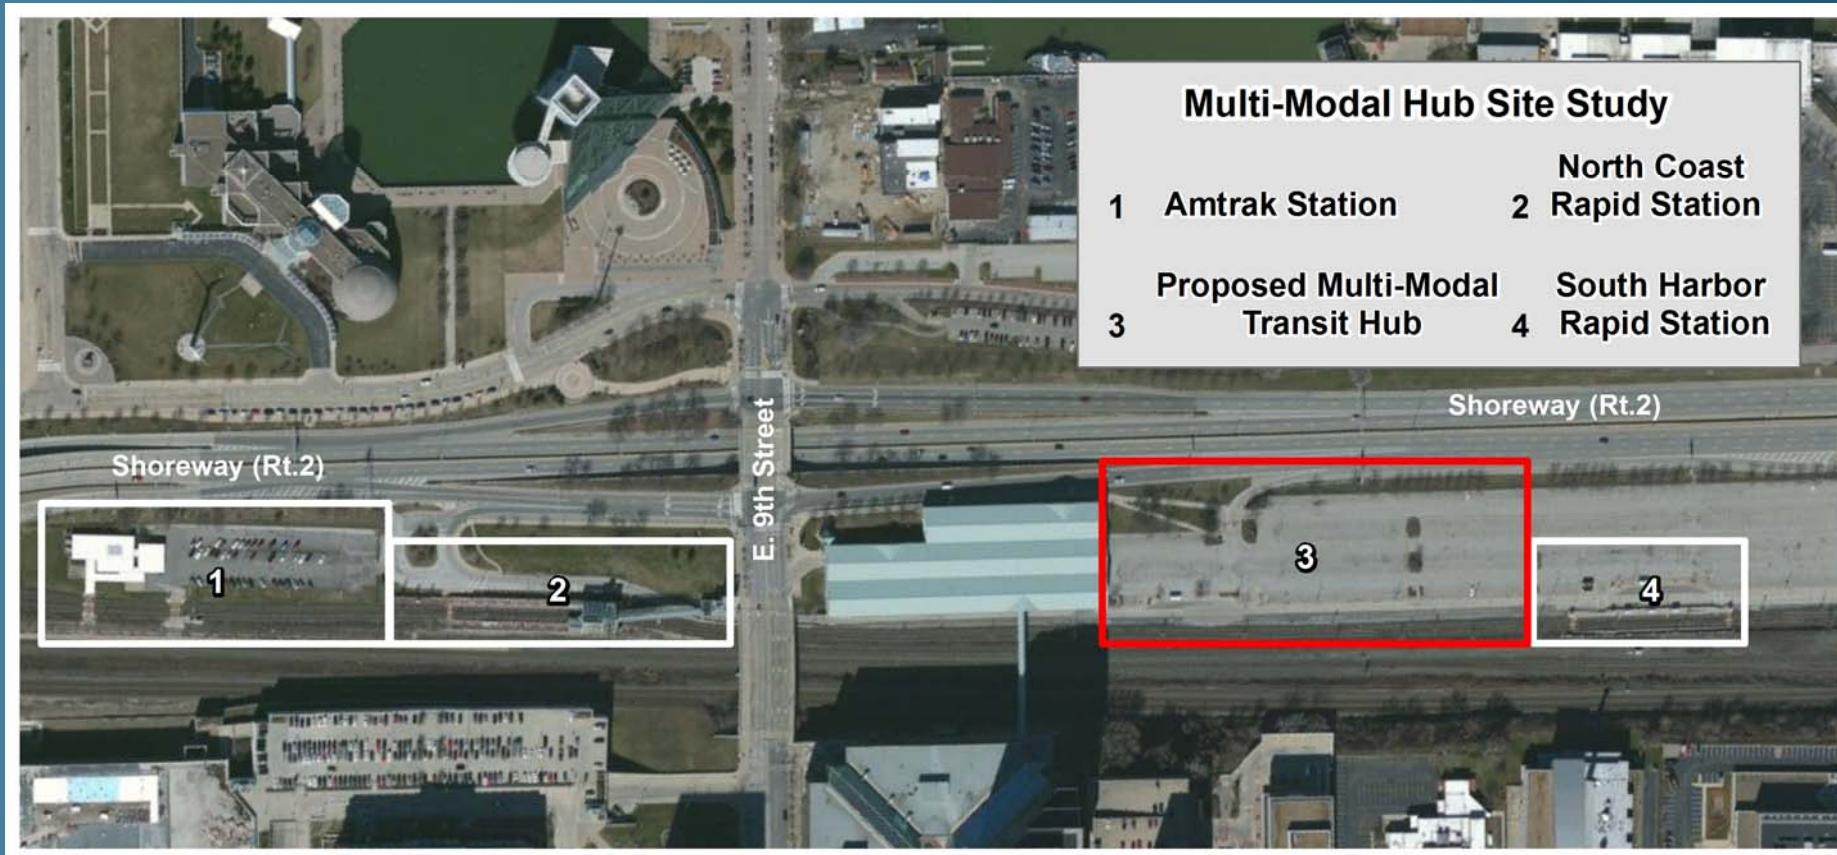 Multi-Modal Hub Site Study
1 Amtrak Station
2 North Coast
Rapid Station
3 Proposed Multi-Modal
Transit Hub
4 South Harbor
Rapid Station
Shoreway (Rt.2)
Shoreway (Rt.2)
E. 9th Street
1
2
3
4